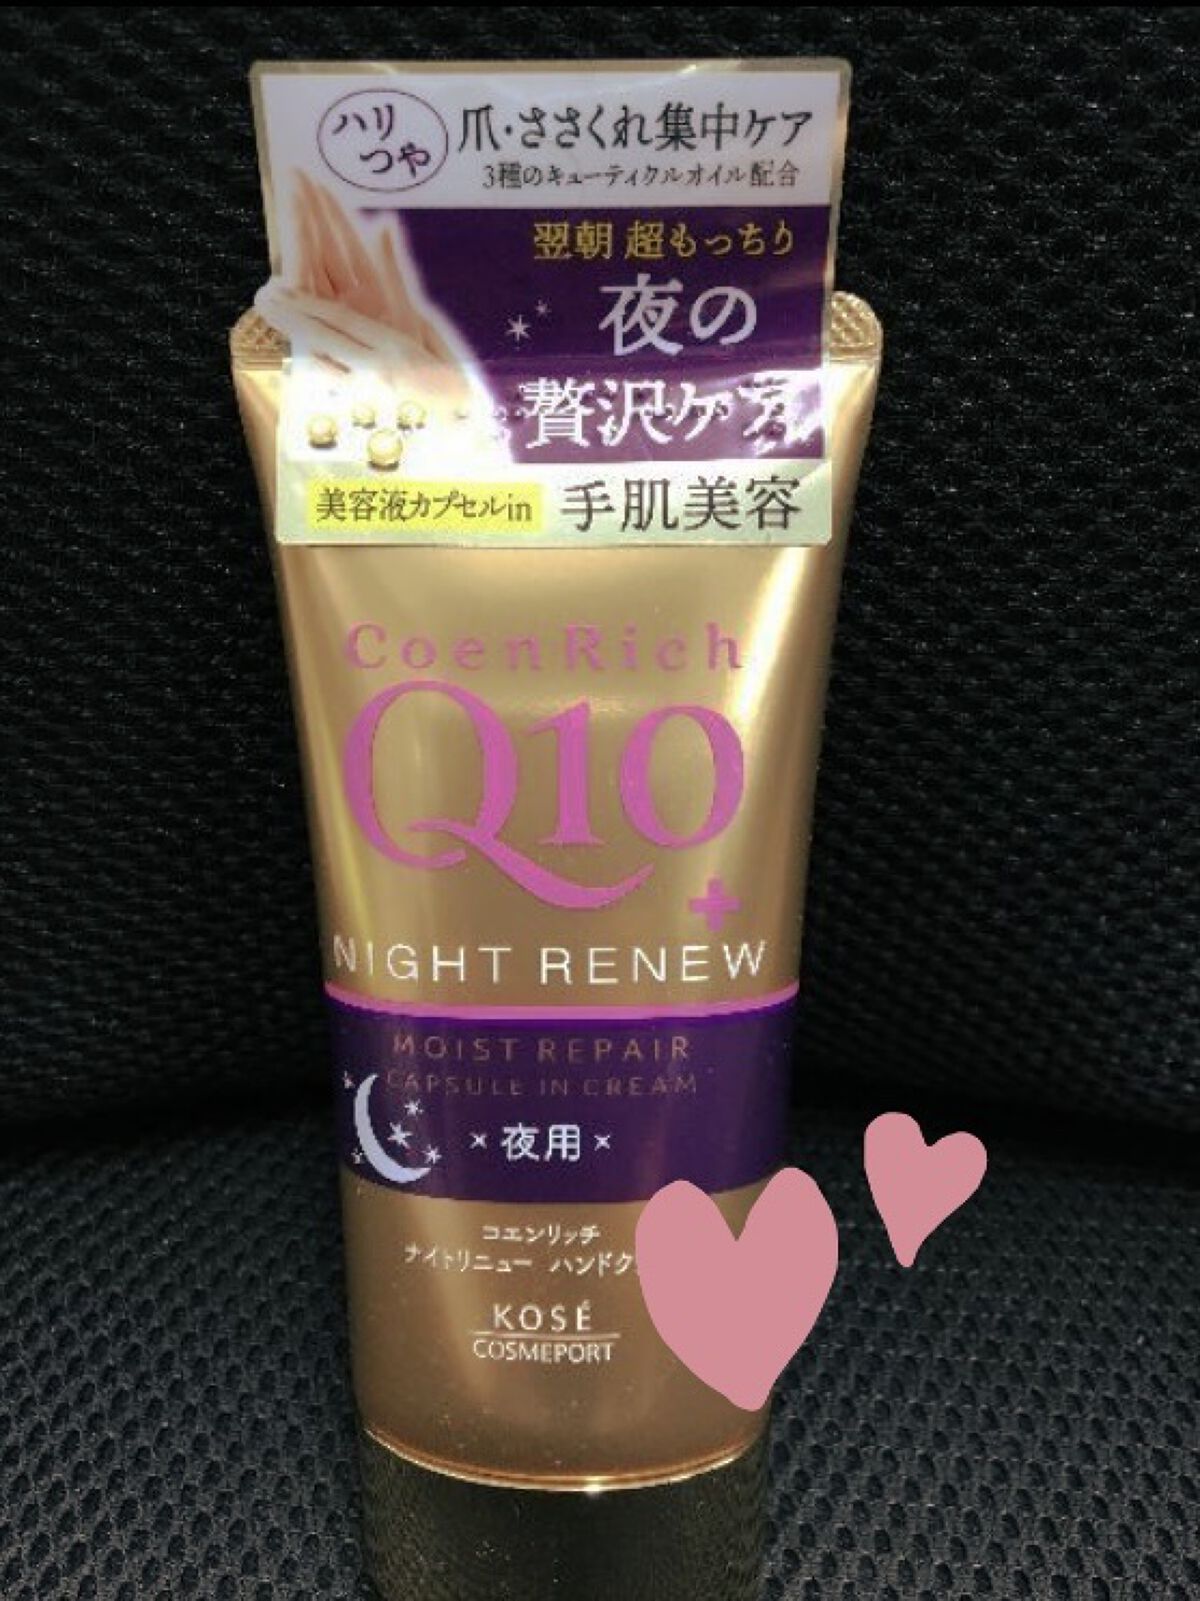 ハリ
つや
爪・ささくれ集中ケア
3種のキューティクルオイル配合
翌朝 超もっちり
夜の
贅沢ケア
美容液カプセルin
手肌美容
CoenRich
Q10
+
NIGHT RENEW
MOIST REPAIR
CAPSULE IN CREAM
夜用
コエンリッチ
ナイトリニュー ハンドク
KOSÉ
COSMEPORT